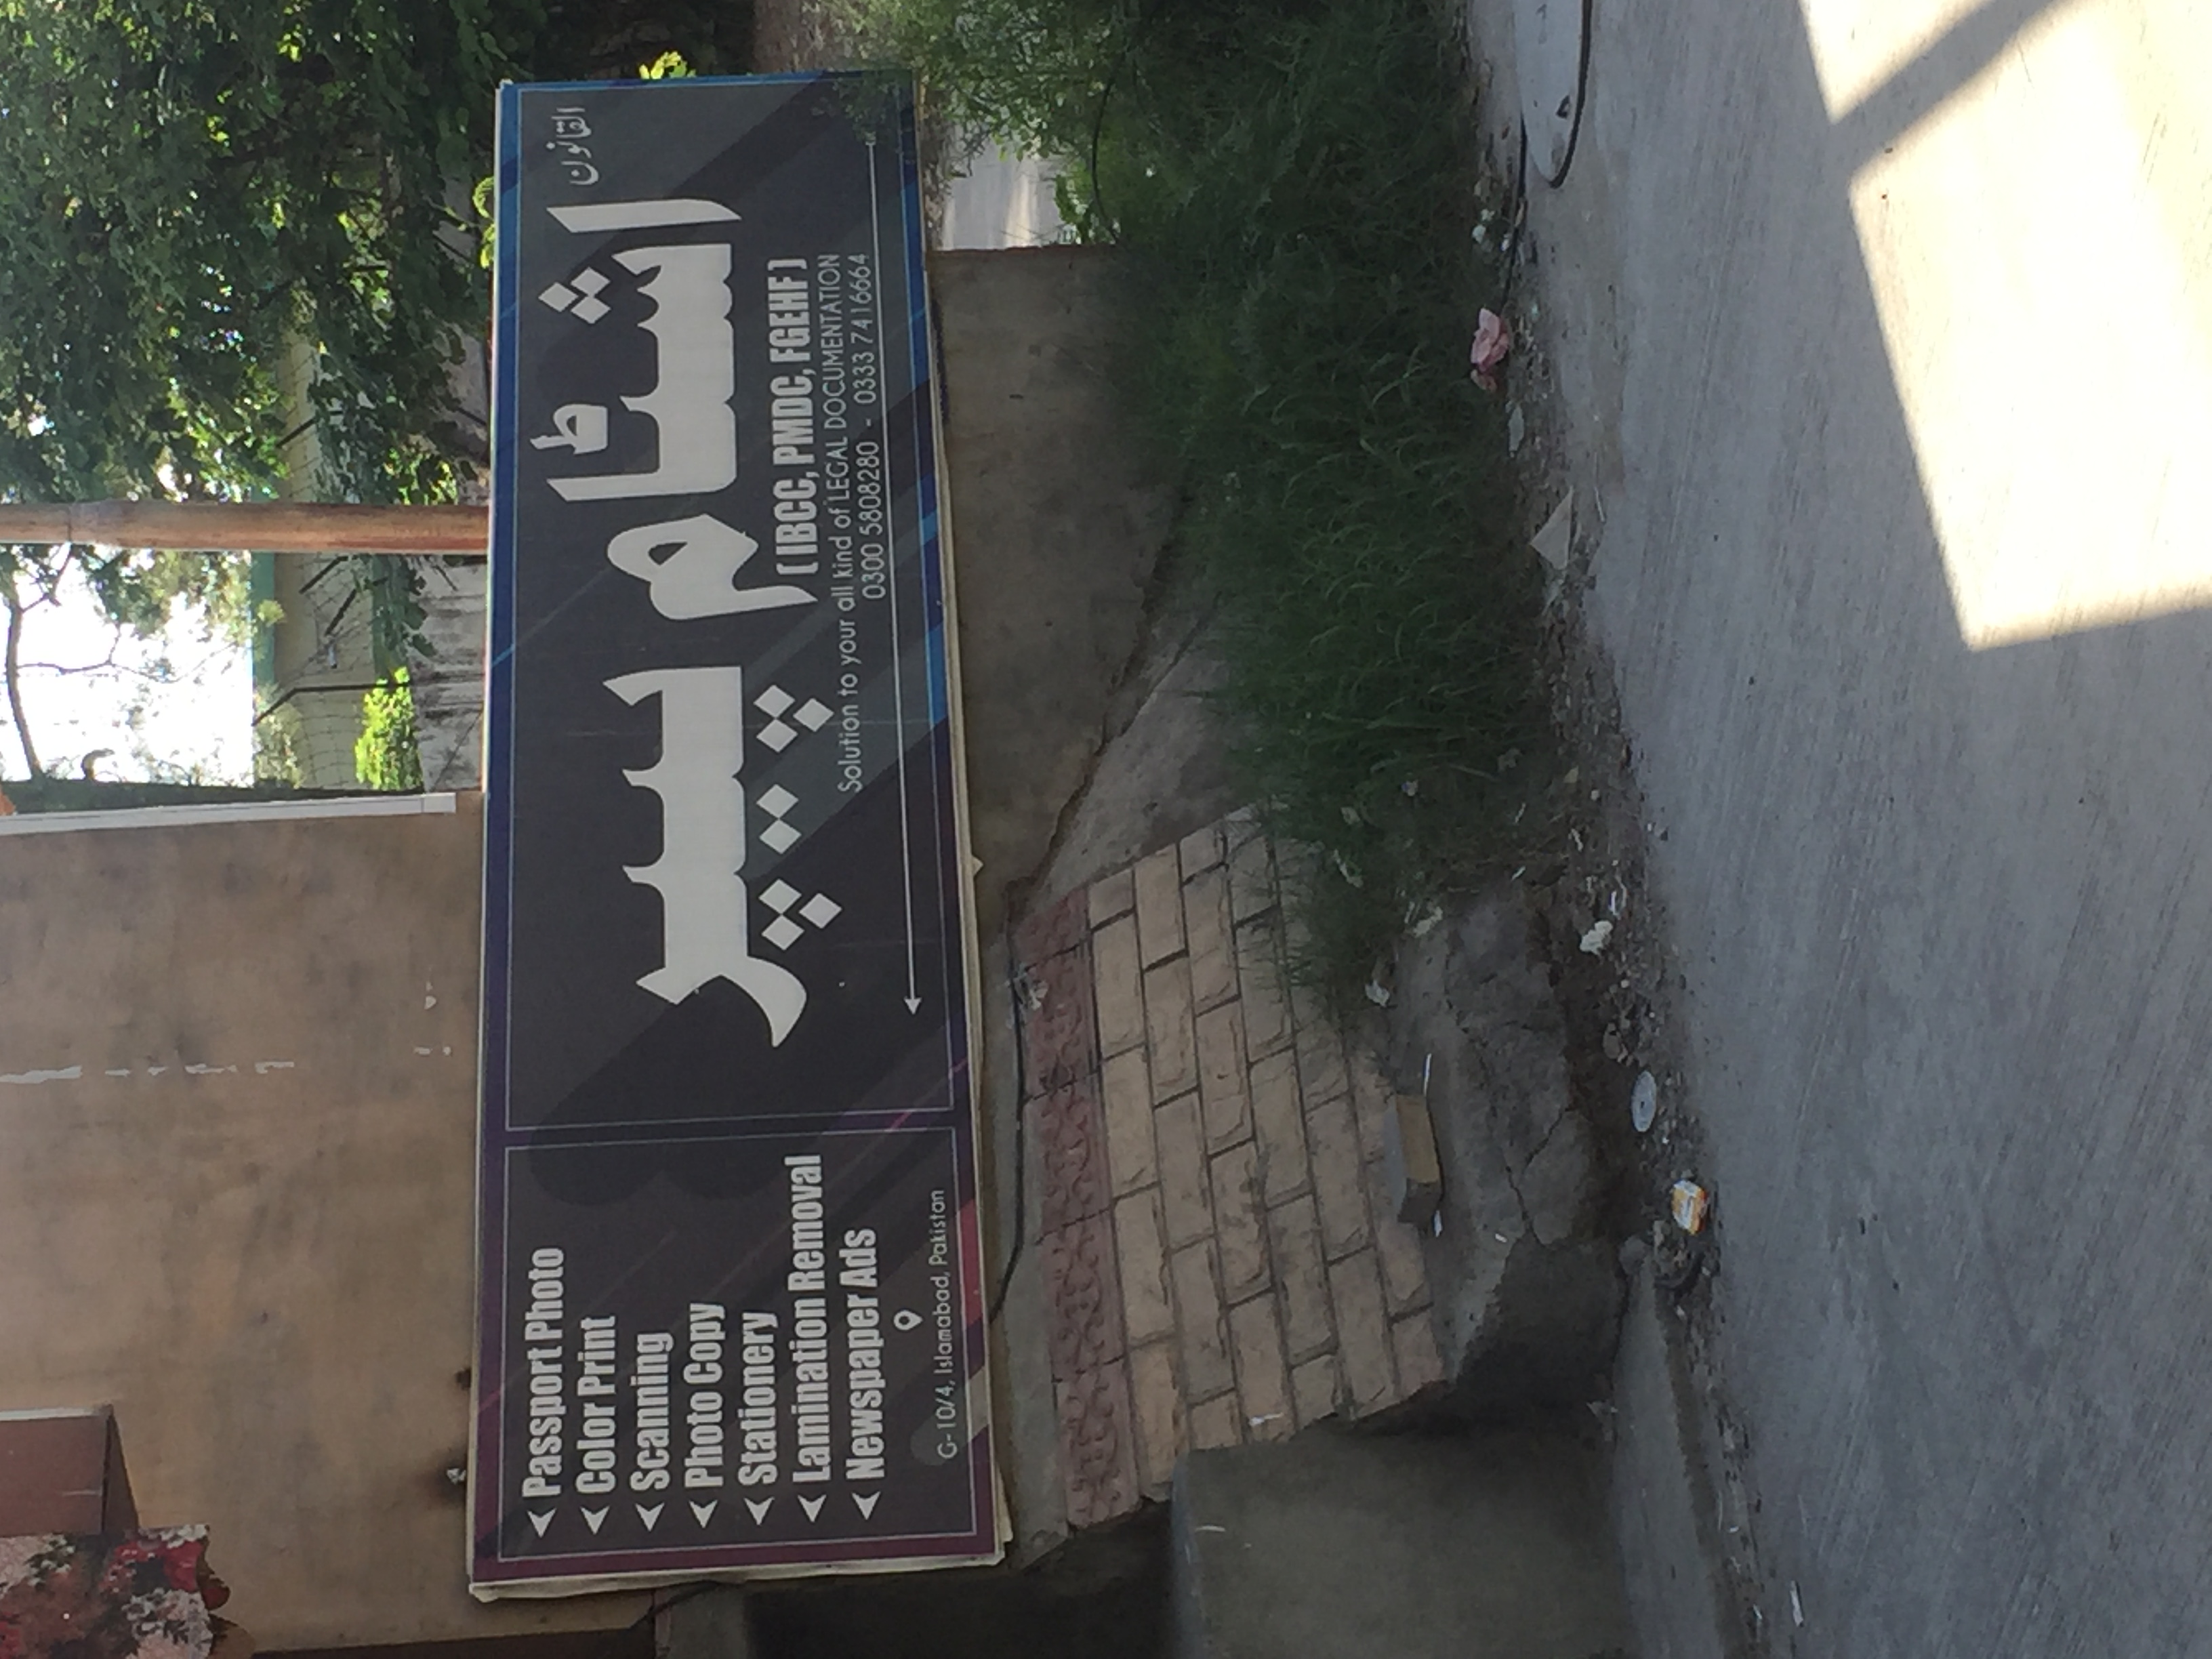 القانون
اشٹام پیپر
(IBCC, PMDC, FGEHF)
Solution to your all kind of LEGAL DOCUMENTATION
0300 5808280 - 0333 7416664
Passport Photo
Color Print
Scanning
Photo Copy
Stationery
Lamination Removal
Newspaper Ads
G-10/4, Islamabad, Pakistan